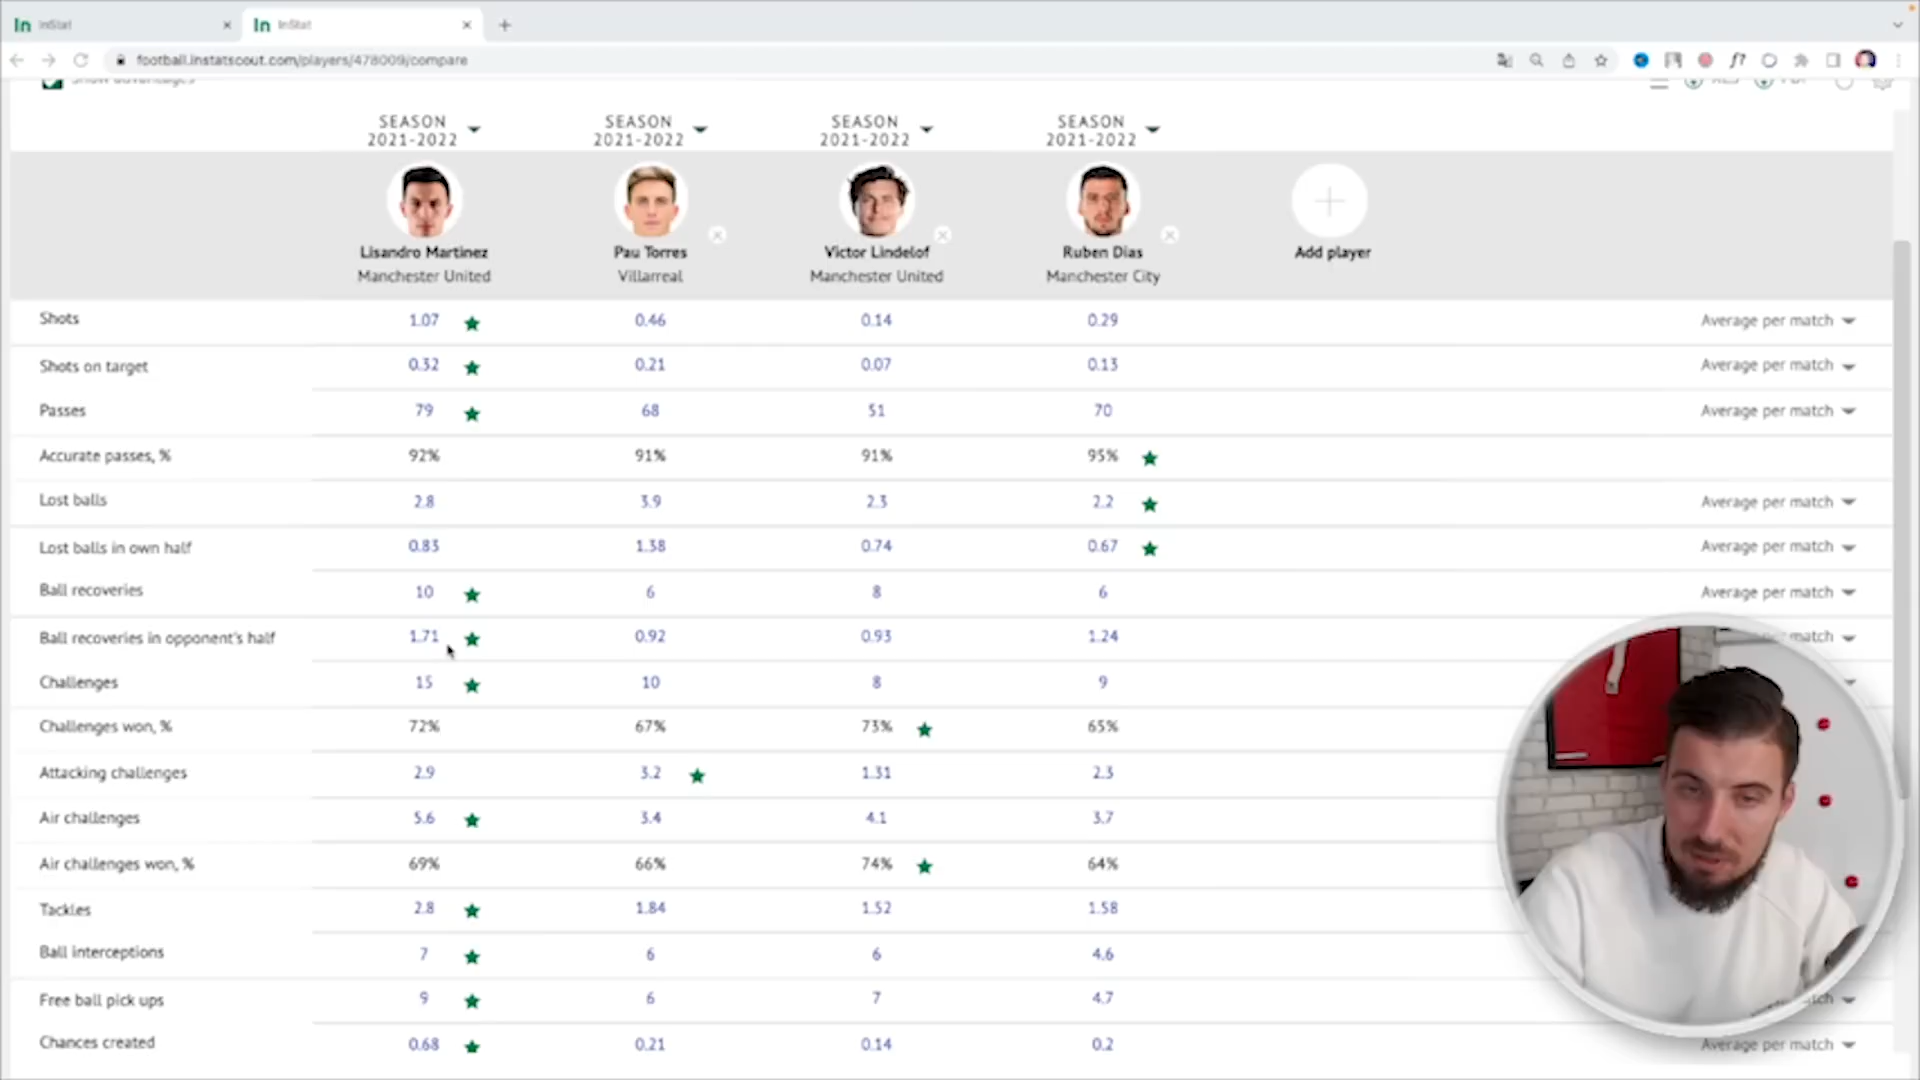 InStat
InStat
football.instatscout.com/players/478009/compare
Show advantages
SEASON 2021-2022
SEASON 2021-2022
SEASON 2021-2022
SEASON 2021-2022
Lisandro Martinez
Manchester United
Pau Torres
Villarreal
Victor Lindelof
Manchester United
Ruben Dias
Manchester City
Add player
Shots 1.07 0.46 0.14 0.29 Average per match
Shots on target 0.32 0.21 0.07 0.13 Average per match
Passes 79 68 51 70 Average per match
Accurate passes, % 92% 91% 91% 95%
Lost balls 2.8 3.9 2.3 2.2 Average per match
Lost balls in own half 0.83 1.38 0.74 0.67 Average per match
Ball recoveries 10 6 8 6 Average per match
Ball recoveries in opponent's half 1.71 0.92 0.93 1.24 match
Challenges 15 10 8 9
Challenges won, % 72% 67% 73% 65%
Attacking challenges 2.9 3.2 1.31 2.3
Air challenges 5.6 3.4 4.1 3.7
Air challenges won, % 69% 66% 74% 64%
Tackles 2.8 1.84 1.52 1.58
Ball interceptions 7 6 6 4.6
Free ball pick ups 9 6 7 4.7 match
Chances created 0.68 0.21 0.14 0.2 Average per match